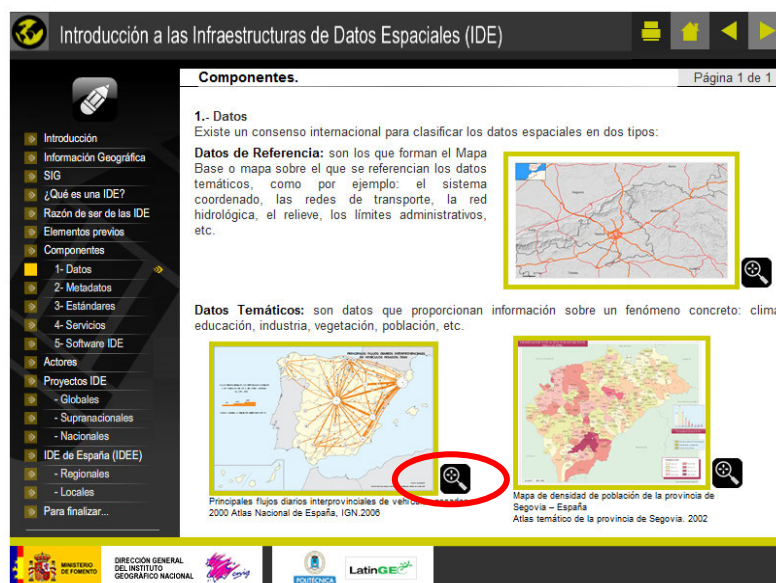 Introducción a las Infraestructuras de Datos Espaciales (IDE)
Componentes.
Página 1 de 1
Introducción
Información Geográfica
SIG
¿Qué es una IDE?
Razón de ser de las IDE
Elementos previos
Componentes
1- Datos
2- Metadatos
3- Estándares
4- Servicios
5- Software IDE
Actores
Proyectos IDE
- Globales
- Supranacionales
- Nacionales
IDE de España (IDEE)
- Regionales
- Locales
Para finalizar...
1.- Datos
Existe un consenso internacional para clasificar los datos espaciales en dos tipos:
Datos de Referencia: son los que forman el Mapa
Base o mapa sobre el que se referencian los datos
temáticos, como por ejemplo: el sistema
coordenado, las redes de transporte, la red
hidrológica, el relieve, los límites administrativos,
etc.
Datos Temáticos: son datos que proporcionan información sobre un fenómeno concreto: clima
educación, industria, vegetación, población, etc.
Principales flujos diarios interprovinciales de
2000 Atlas Nacional de España, IGN.2006
Mapa de densidad de población de la provincia de
Segovia – España
Atlas temático de la provincia de Segovia. 2002
MINISTERIO
DE FOMENTO
DIRECCIÓN GENERAL
DEL INSTITUTO
GEOGRÁFICO NACIONAL
cnig
POLITÉCNICA
LatinGEO